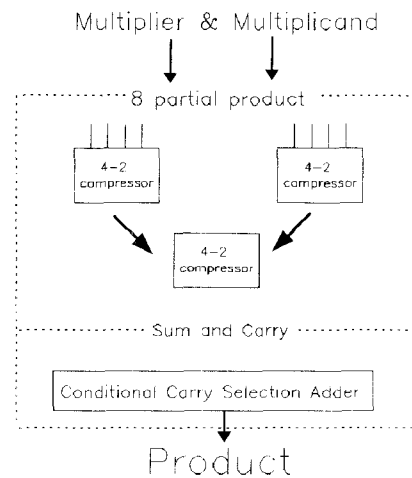 Multiplier & Multiplicand
8 partial product
4-2 4-2
compressor compressor
4-2
compressor
Sum and Carry
Conditional Carry Selection Adder
Product